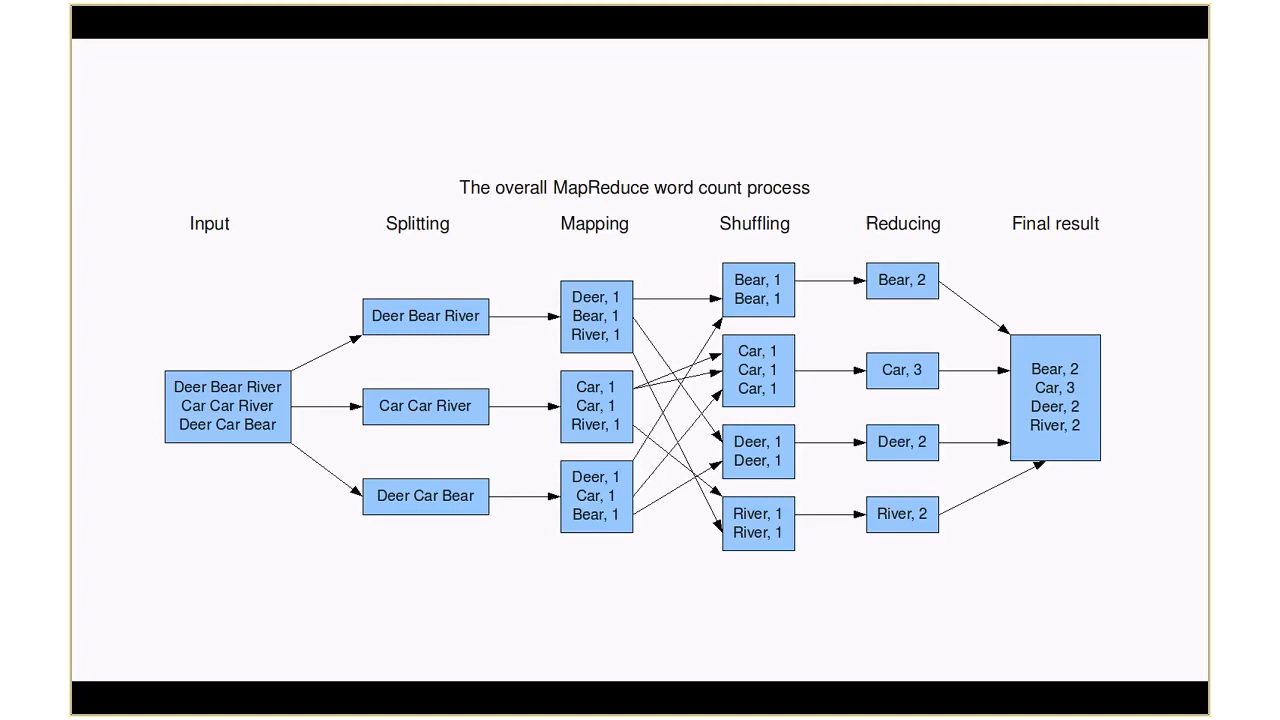 The overall MapReduce word count process
Input
Splitting
Mapping
Shuffling
Reducing
Final result
Deer Bear River
Car Car River
Deer Car Bear
Deer Bear River
Car Car River
Deer Car Bear
Deer, 1
Bear, 1
River, 1
Car, 1
Car, 1
River, 1
Deer, 1
Car, 1
Bear, 1
Bear, 1
Bear, 1
Car, 1
Car, 1
Car, 1
Deer, 1
Deer, 1
River, 1
River, 1
Bear, 2
Car, 3
Deer, 2
River, 2
Bear, 2
Car, 3
Deer, 2
River, 2